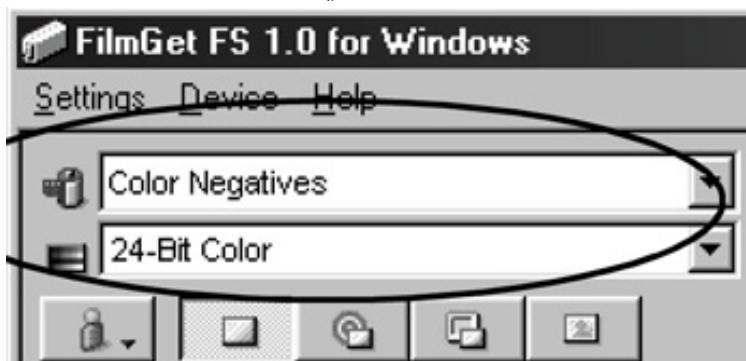 FilmGet FS 1.0 for Windows
Settings Device Help
Color Negatives
24-Bit Color